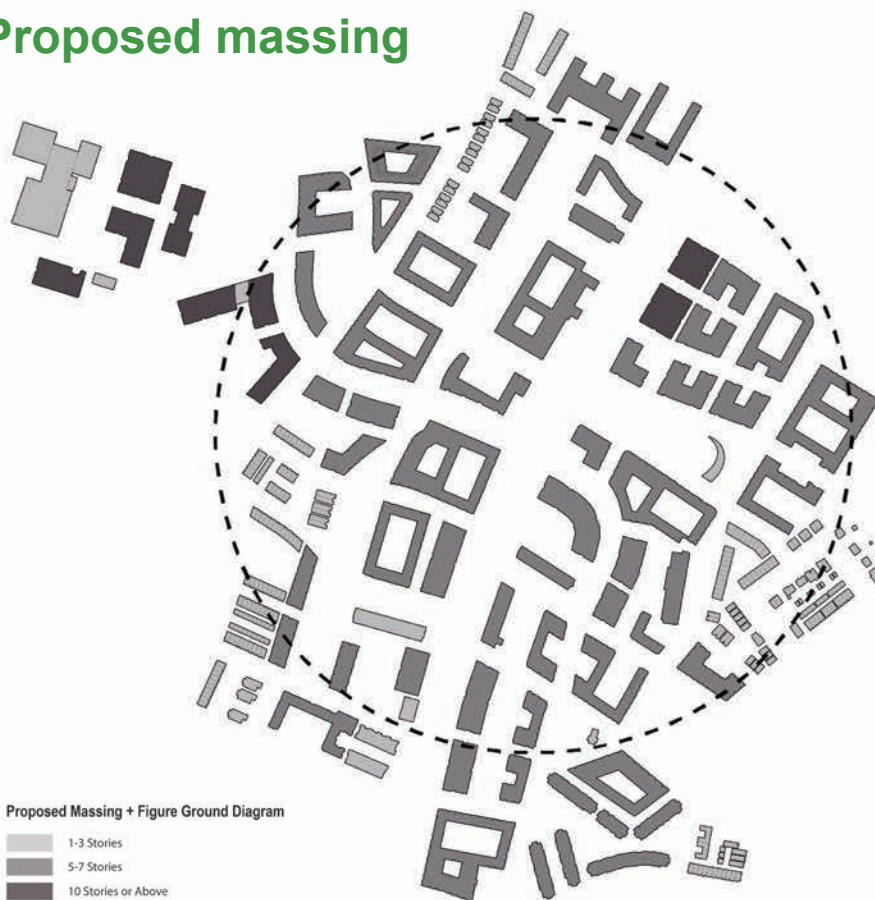 Proposed massing
Proposed Massing + Figure Ground Diagram
1-3 Stories
5-7 Stories
10 Stories or Above